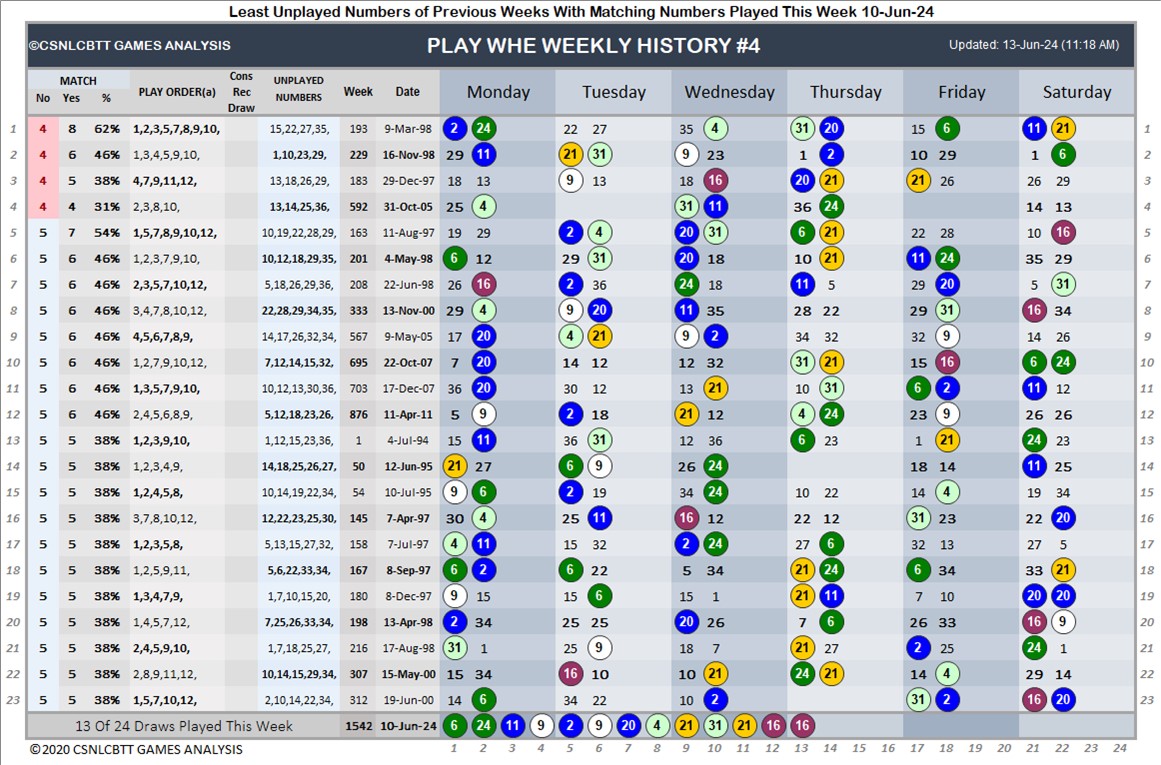 Least Unplayed Numbers of Previous Weeks With Matching Numbers Played This Week 10-Jun-24
©CSNLCBTT GAMES ANALYSIS PLAY WHE WEEKLY HISTORY #4 Updated: 13-Jun-24 (11:18 AM)
MATCH
No Yes % PLAY ORDER(a) Cons Rec Draw UNPLAYED NUMBERS Week Date Monday Tuesday Wednesday Thursday Friday Saturday
1 4 8 62% 1,2,3,5,7,8,9,10, 15,22,27,35, 193 9-Mar-98 2 24 22 27 35 4 31 20 15 6 11 21 1
2 4 6 46% 1,3,4,5,9,10, 1,10,23,29, 229 16-Nov-98 29 11 21 31 9 23 1 2 10 29 1 6 2
3 4 5 38% 4,7,9,11,12, 13,18,26,29, 183 29-Dec-97 18 13 9 13 18 16 20 21 21 26 26 29 3
4 4 4 31% 2,3,8,10, 13,14,25,36, 592 31-Oct-05 25 4 31 11 36 24 14 13 4
5 5 7 54% 1,5,7,8,9,10,12, 10,19,22,28,29, 163 11-Aug-97 19 29 2 4 20 31 6 21 22 28 10 16 5
6 5 6 46% 1,2,3,7,9,10, 10,12,18,29,35, 201 4-May-98 6 12 29 31 20 18 10 21 11 24 35 29 6
7 5 6 46% 2,3,5,7,10,12, 5,18,26,29,36, 208 22-Jun-98 26 16 2 36 24 18 11 5 29 20 5 31 7
8 5 6 46% 3,4,7,8,10,12, 22,28,29,34,35, 333 13-Nov-00 29 4 9 20 11 35 28 22 29 31 16 34 8
9 5 6 46% 4,5,6,7,8,9, 14,17,26,32,34, 567 9-May-05 17 20 4 21 9 2 34 32 32 9 14 26 9
10 5 6 46% 1,2,7,9,10,12, 7,12,14,15,32, 695 22-Oct-07 7 20 14 12 12 32 31 21 15 16 6 24 10
11 5 6 46% 1,3,5,7,9,10, 10,12,13,30,36, 703 17-Dec-07 36 20 30 12 13 21 10 31 6 2 11 12 11
12 5 6 46% 2,4,5,6,8,9, 5,12,18,23,26, 876 11-Apr-11 5 9 2 18 21 12 4 24 23 9 26 26 12
13 5 5 38% 1,2,3,9,10, 1,12,15,23,36, 1 4-Jul-94 15 11 36 31 12 36 6 23 1 21 24 23 13
14 5 5 38% 1,2,3,4,9, 14,18,25,26,27, 50 12-Jun-95 21 27 6 9 26 24 18 14 11 25 14
15 5 5 38% 1,2,4,5,8, 10,14,19,22,34, 54 10-Jul-95 9 6 2 19 34 24 10 22 14 4 19 34 15
16 5 5 38% 3,7,8,10,12, 12,22,23,25,30, 145 7-Apr-97 30 4 25 11 16 12 22 12 31 23 22 20 16
17 5 5 38% 1,2,3,5,8, 5,13,15,27,32, 158 7-Jul-97 4 11 15 32 2 24 27 6 32 13 27 5 17
18 5 5 38% 1,2,5,9,11, 5,6,22,33,34, 167 8-Sep-97 6 2 6 22 5 34 21 24 6 34 33 21 18
19 5 5 38% 1,3,4,7,9, 1,7,10,15,20, 180 8-Dec-97 9 15 15 6 15 1 21 11 7 10 20 20 19
20 5 5 38% 1,4,5,7,12, 7,25,26,33,34, 198 13-Apr-98 2 34 25 25 20 26 7 6 26 33 16 9 20
21 5 5 38% 2,4,5,9,10, 1,7,18,25,27, 216 17-Aug-98 31 1 25 9 18 7 21 27 2 25 24 1 21
22 5 5 38% 2,8,9,11,12, 10,14,15,29,34, 307 15-May-00 15 34 16 10 10 21 24 21 14 4 29 14 22
23 5 5 38% 1,5,7,10,12, 2,10,14,22,34, 312 19-Jun-00 14 6 34 22 10 2 31 2 16 20 23
13 Of 24 Draws Played This Week 1542 10-Jun-24 6 24 11 9 2 9 20 4 21 31 21 16 16
©2020 CSNLCBTT GAMES ANALYSIS 1 2 3 4 5 6 7 8 9 10 11 12 13 14 15 16 17 18 19 20 21 22 23 24